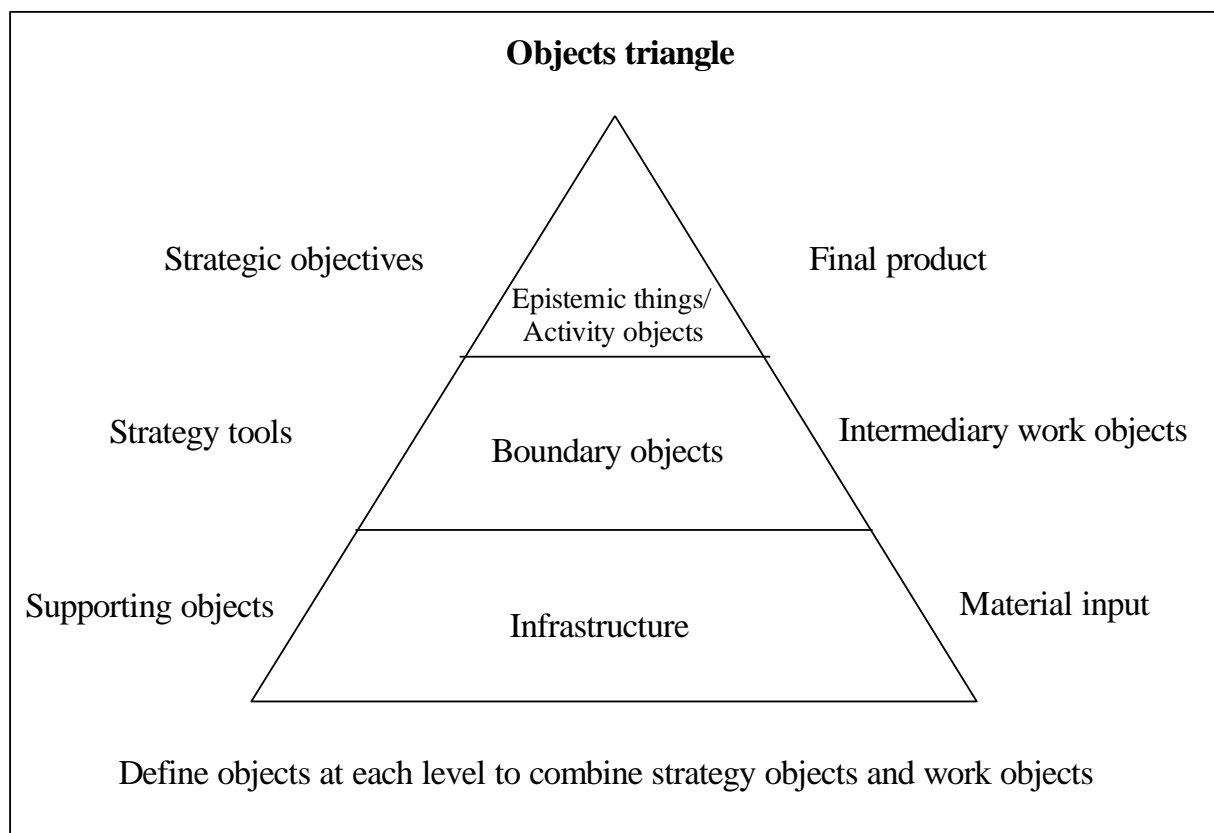 Objects triangle
Strategic objectives
Final product
Epistemic things/
Activity objects
Strategy tools
Boundary objects
Intermediary work objects
Supporting objects
Infrastructure
Material input
Define objects at each level to combine strategy objects and work objects